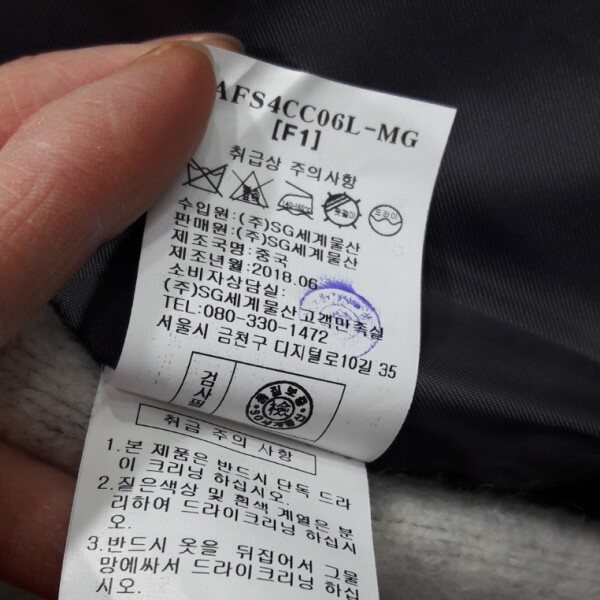 AFS4CC06L-MG
[F1]
취급상 주의사항
140~160℃
드라이
수입원:(주)SG세계물산
판매원:(주)SG세계물산
제조국명:중국
제조년월:2018.06
소비자상담실:
(주)SG세계물산고객만족실
TEL:080-330-1472
서울시 금천구 디지털로10길 35
검사필
檢
취급 주의 사항
1.본 제품은 반드시 단독 드라
이 크리닝 하십시오.
2.짙은색상 및 흰색 계열은 분
리하여 드라이크리닝 하십시
오.
3.반드시 옷을 뒤집어서 그물
망에싸서 드라이크리닝 하십
시오.